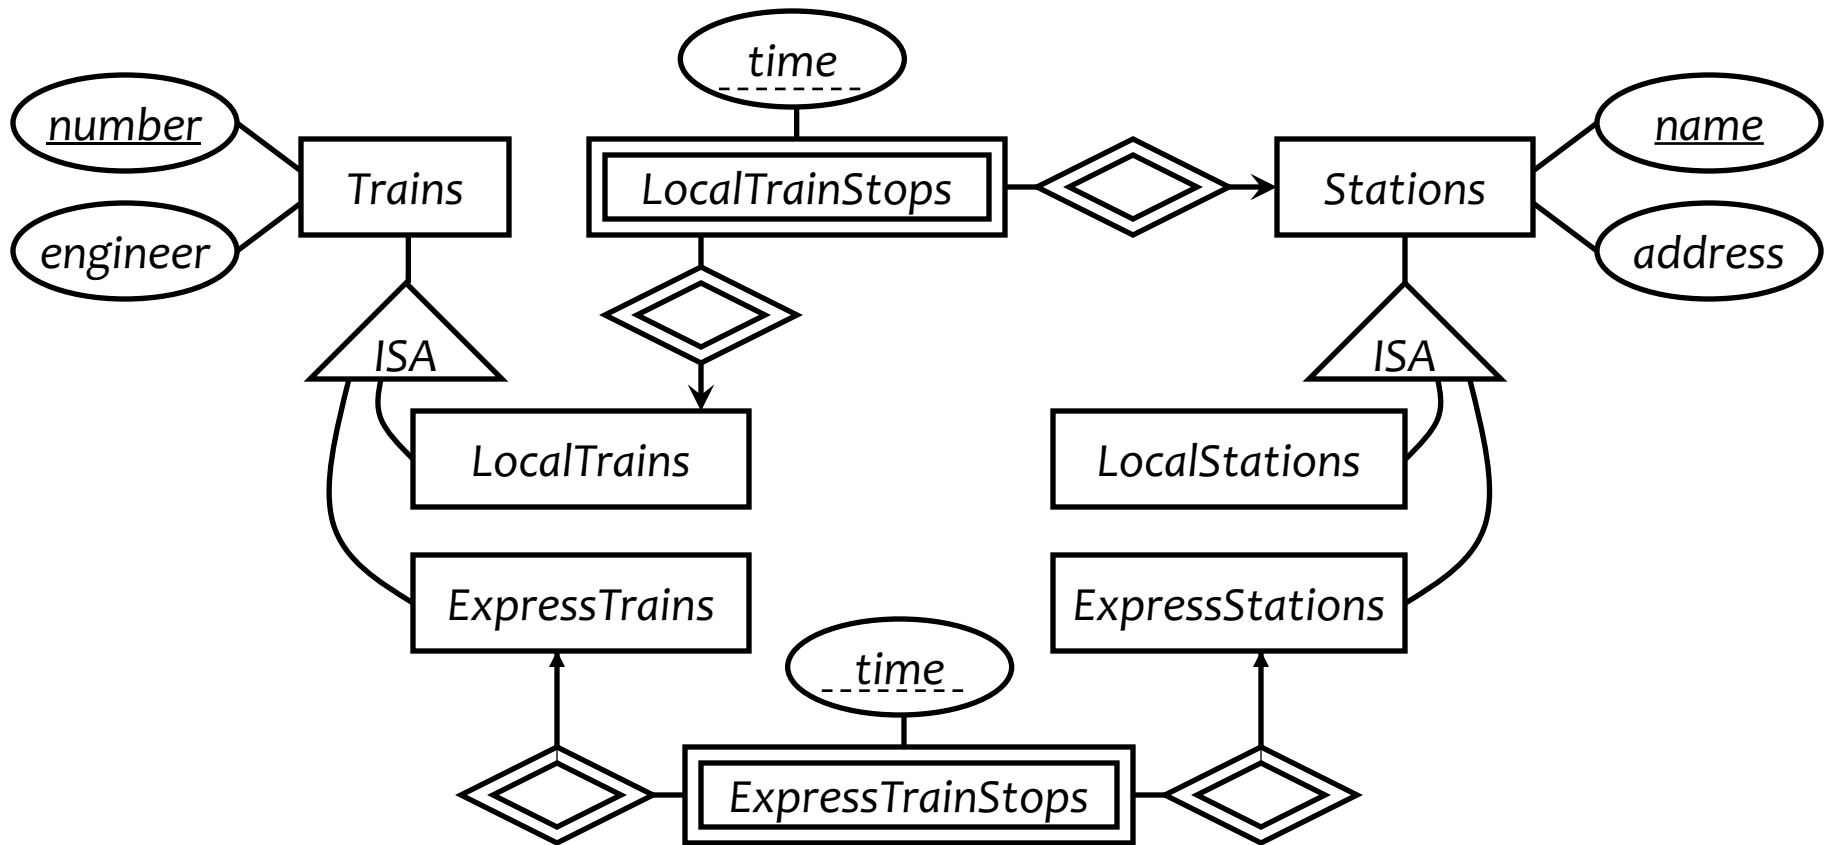 time
number
name
Trains
LocalTrainStops
Stations
engineer
address
ISA
ISA
LocalTrains
LocalStations
ExpressTrains
ExpressStations
time
ExpressTrainStops